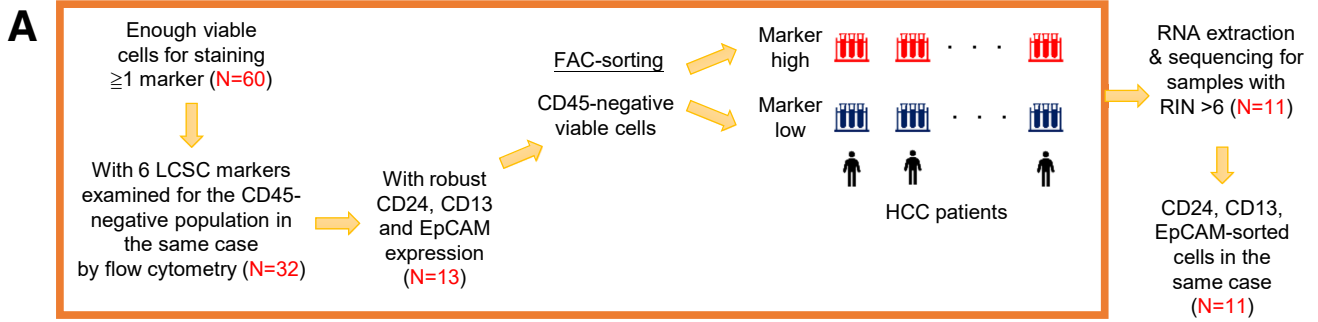 A
Enough viable
cells for staining
≧1 marker (N=60)
With 6 LCSC markers
examined for the CD45-
negative population in
the same case
by flow cytometry (N=32)
With robust
CD24, CD13
and EpCAM
expression
(N=13)
FAC-sorting
CD45-negative
viable cells
Marker
high
. . .
Marker
low
. . .
HCC patients
RNA extraction
& sequencing for
samples with
RIN >6 (N=11)
CD24, CD13,
EpCAM-sorted
cells in the
same case
(N=11)